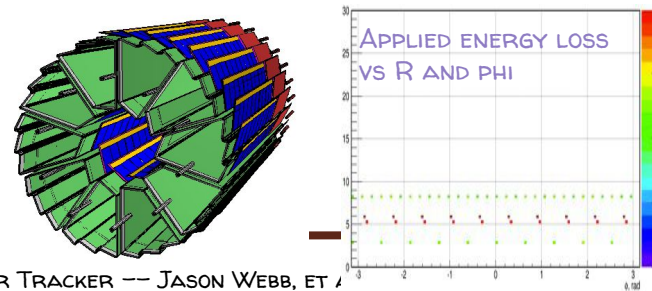 APPLIED ENERGY LOSS
VS R AND PHI
30
25
20
15
10
5
0
-3 -2 -1 0 1 2 3
φ, rad
R TRACKER -- JASON WEBB, ET A